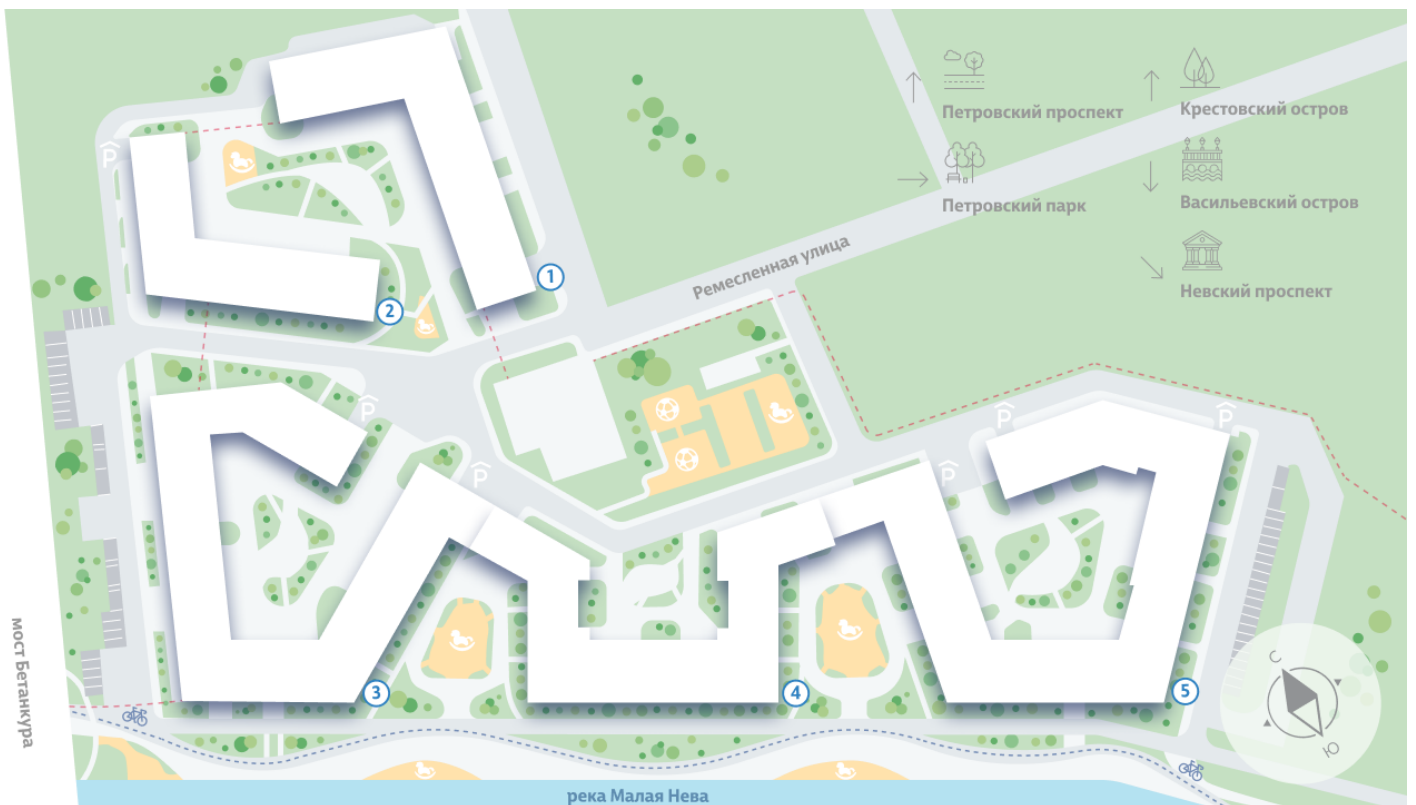 Петровский проспект
Крестовский остров
Петровский парк
Васильевский остров
Ремесленная улица
Невский проспект
1
2
P
P
P
P
P
P
3
4
5
мост Бетанкура
С
Ю
река Малая Нева